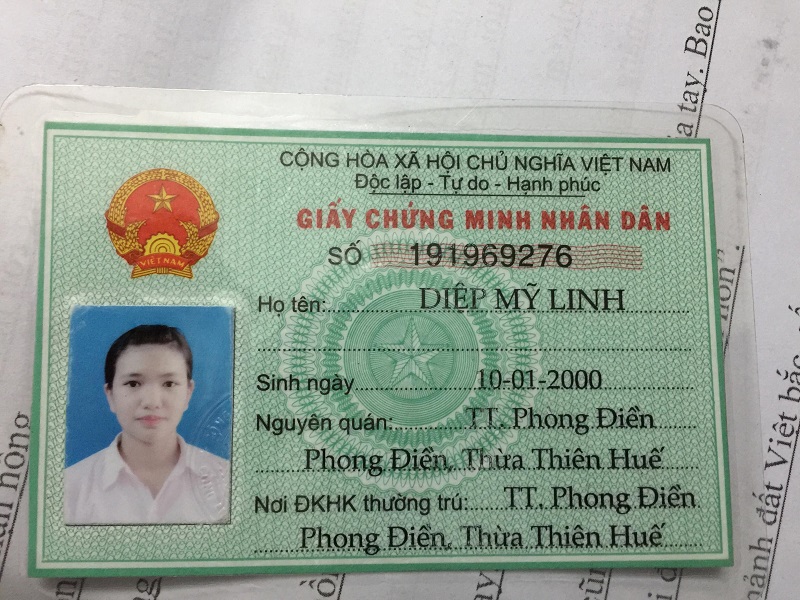 CỘNG HÒA XÃ HỘI CHỦ NGHĨA VIỆT NAM
Độc lập - Tự do - Hạnh phúc
GIẤY CHỨNG MINH NHÂN DÂN
SỐ 191969276
VIỆT NAM
Họ tên: DIỆP MỸ LINH
Sinh ngày 10-01-2000
Nguyên quán: TT. Phong Điền
Phong Điền, Thừa Thiên Huế
Nơi ĐKHK thường trú: TT. Phong Điền
Phong Điền, Thừa Thiên Huế
tay. Bao
mảnh đất Việt bắc